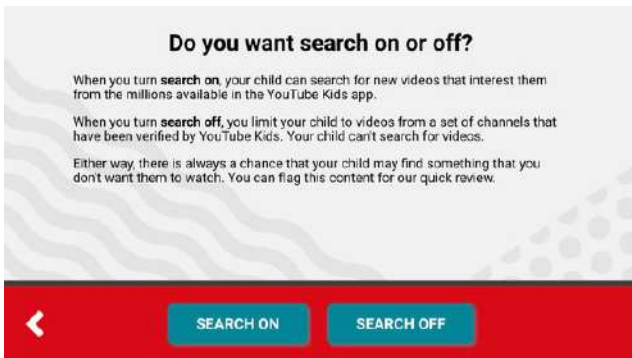 Do you want search on or off?
When you turn search on, your child can search for new videos that interest them
from the millions available in the YouTube Kids app.
When you turn search off, you limit your child to videos from a set of channels that
have been verified by YouTube Kids. Your child can't search for videos.
Either way, there is always a chance that your child may find something that you
don't want them to watch. You can flag this content for our quick review.
SEARCH ON
SEARCH OFF